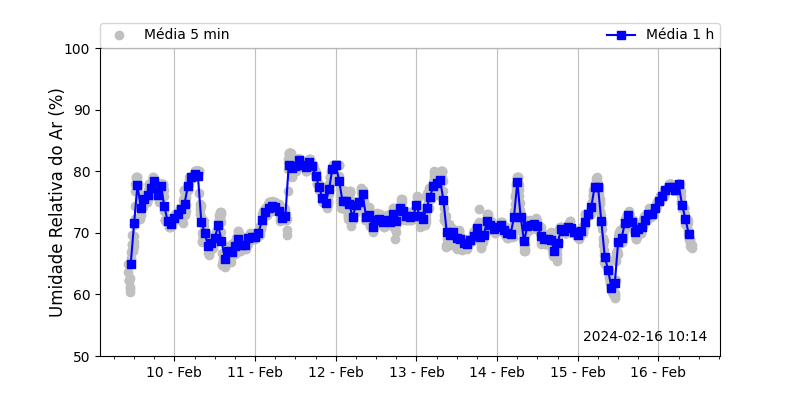 Média 5 min
Média 1 h
Umidade Relativa do Ar (%)
100
90
80
70
60
50
2024-02-16 10:14
10 - Feb
11 - Feb
12 - Feb
13 - Feb
14 - Feb
15 - Feb
16 - Feb